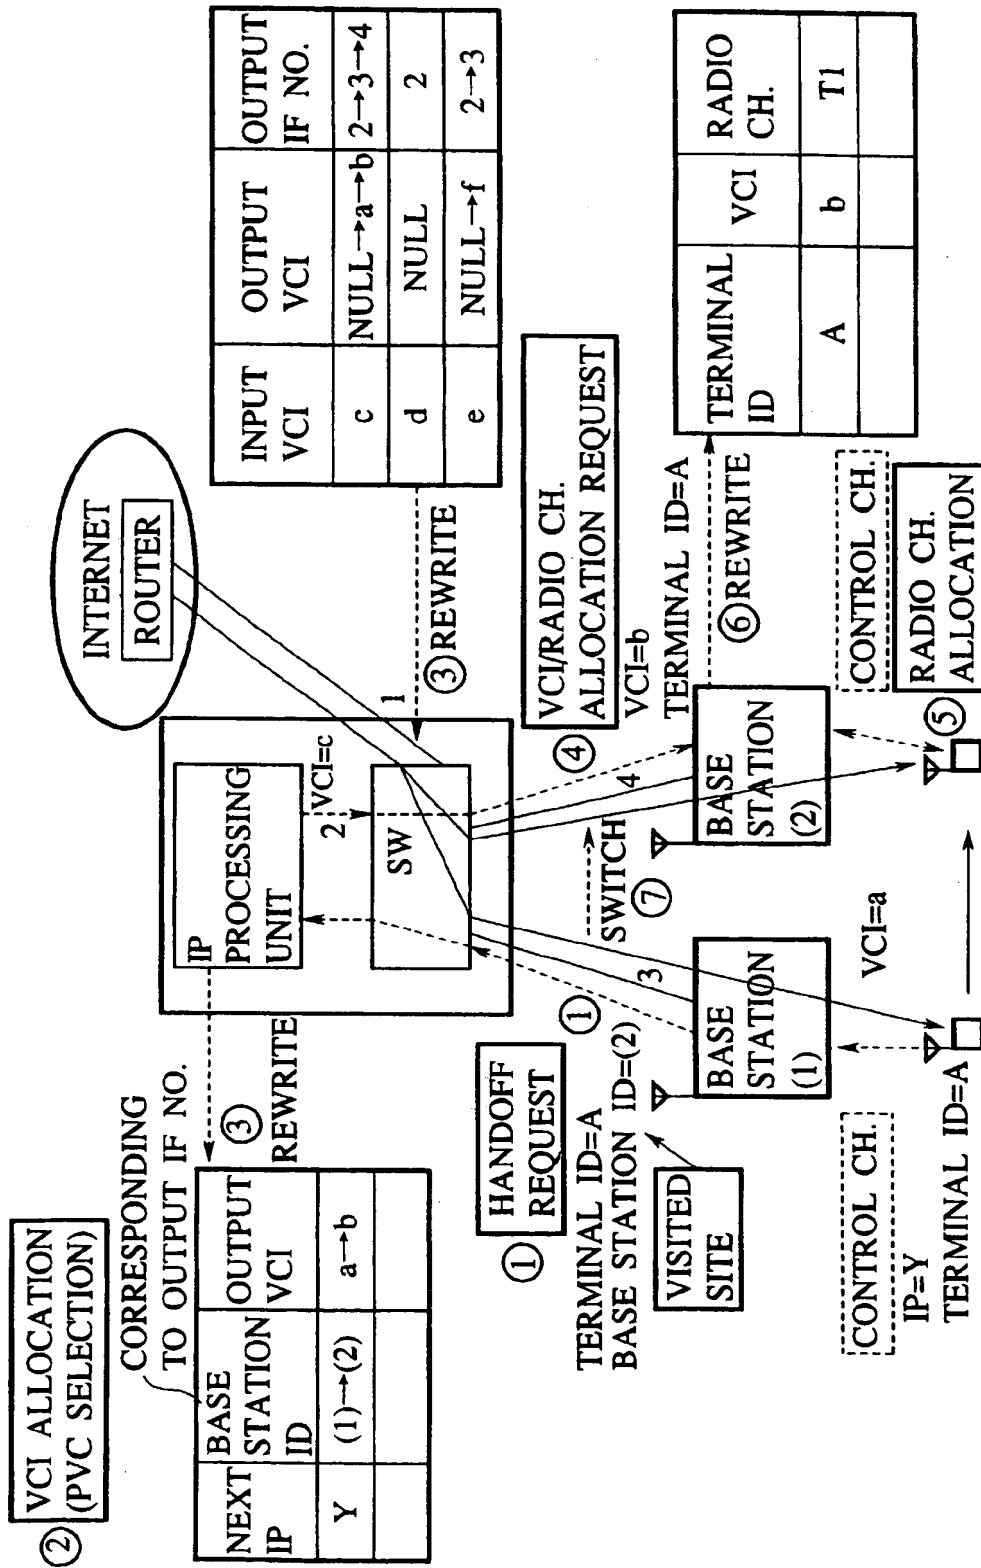 ② VCI ALLOCATION
(PVC SELECTION)
CORRESPONDING
TO OUTPUT IF NO.
NEXT IP
BASE STATION ID
OUTPUT VCI
Y
(1)→(2)
a→b
③
REWRITE
INTERNET
ROUTER
IP
PROCESSING
UNIT
2
VCI=c
1
SW
③REWRITE
INPUT VCI
OUTPUT VCI
OUTPUT IF NO.
c
NULL→a→b
2→3→4
d
NULL
2
e
NULL→f
2→3
① HANDOFF
REQUEST
TERMINAL ID=A
BASE STATION ID=(2)
VISITED
SITE
①
3
SWITCH
⑦
4
④ VCI/RADIO CH.
ALLOCATION REQUEST
VCI=b
TERMINAL ID=A
⑥REWRITE
TERMINAL ID
VCI
RADIO CH.
A
b
T1
BASE
STATION
(1)
BASE
STATION
(2)
CONTROL CH.
IP=Y
TERMINAL ID=A
VCI=a
CONTROL CH.
⑤ RADIO CH.
ALLOCATION